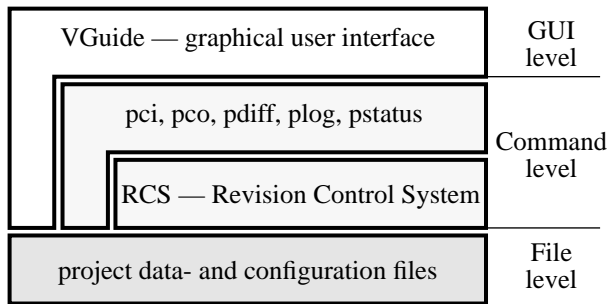 VGuide — graphical user interface
GUI
level
pci, pco, pdiff, plog, pstatus
Command
level
RCS — Revision Control System
project data- and configuration files
File
level